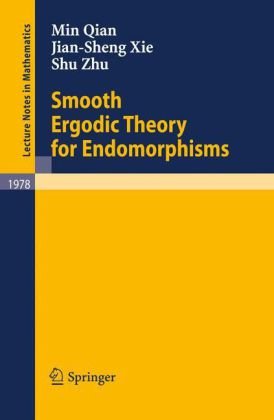 Min Qian
Jian-Sheng Xie
Shu Zhu
Lecture Notes in Mathematics
Smooth
Ergodic Theory
for Endomorphisms
1978
Springer